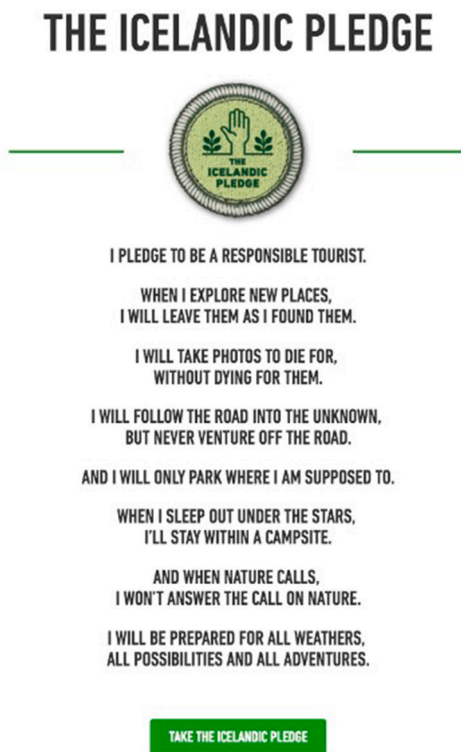 THE ICELANDIC PLEDGE
THE
ICELANDIC
PLEDGE
I PLEDGE TO BE A RESPONSIBLE TOURIST.
WHEN I EXPLORE NEW PLACES,
I WILL LEAVE THEM AS I FOUND THEM.
I WILL TAKE PHOTOS TO DIE FOR,
WITHOUT DYING FOR THEM.
I WILL FOLLOW THE ROAD INTO THE UNKNOWN,
BUT NEVER VENTURE OFF THE ROAD.
AND I WILL ONLY PARK WHERE I AM SUPPOSED TO.
WHEN I SLEEP OUT UNDER THE STARS,
I'LL STAY WITHIN A CAMPSITE.
AND WHEN NATURE CALLS,
I WON'T ANSWER THE CALL ON NATURE.
I WILL BE PREPARED FOR ALL WEATHERS,
ALL POSSIBILITIES AND ALL ADVENTURES.
TAKE THE ICELANDIC PLEDGE